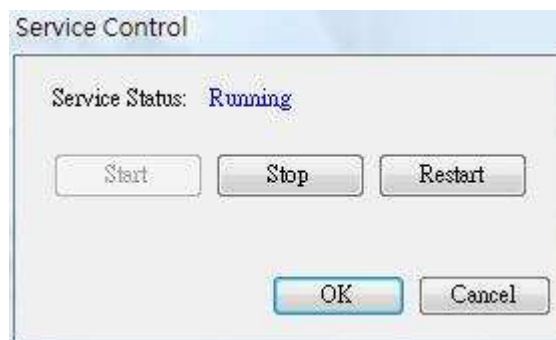 Service Control
Service Status: Running
Start Stop Restart
OK Cancel